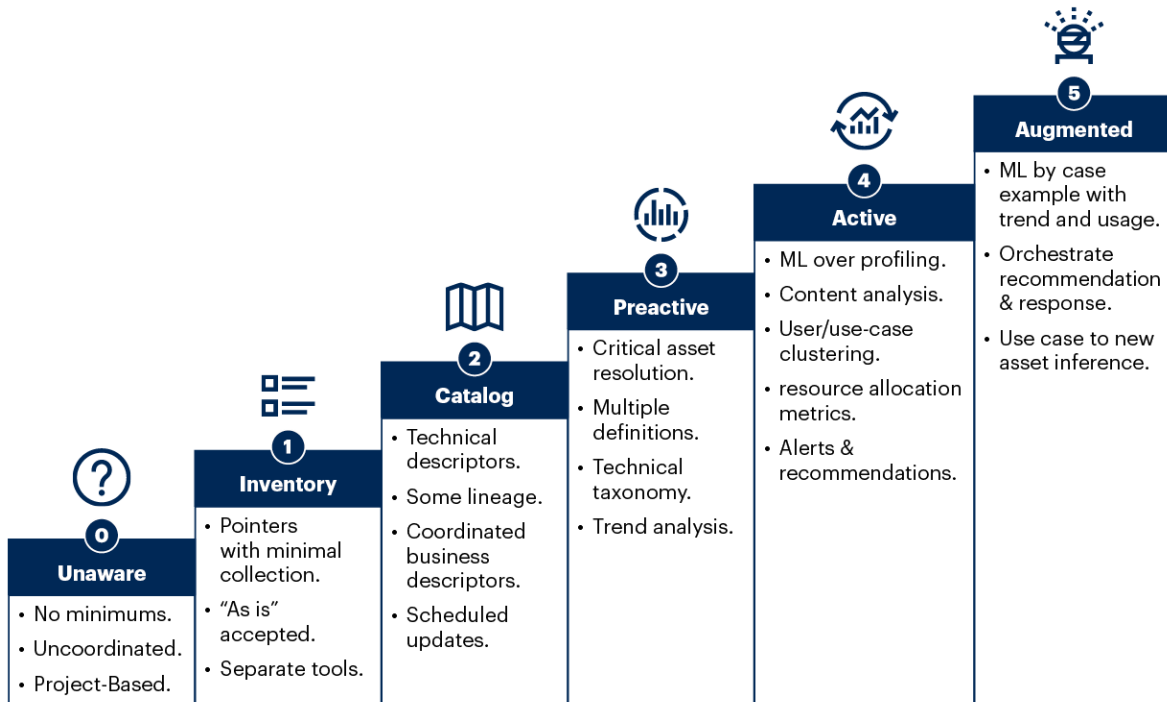 0
Unaware
• No minimums.
• Uncoordinated.
• Project-Based.
1
Inventory
• Pointers
with minimal
collection.
• “As is”
accepted.
• Separate tools.
2
Catalog
• Technical
descriptors.
• Some lineage.
• Coordinated
business
descriptors.
• Scheduled
updates.
3
Preactive
• Critical asset
resolution.
• Multiple
definitions.
• Technical
taxonomy.
• Trend analysis.
4
Active
• ML over profiling.
• Content analysis.
• User/use-case
clustering.
• resource allocation
metrics.
• Alerts &
recommendations.
5
Augmented
• ML by case
example with
trend and usage.
• Orchestrate
recommendation
& response.
• Use case to new
asset inference.